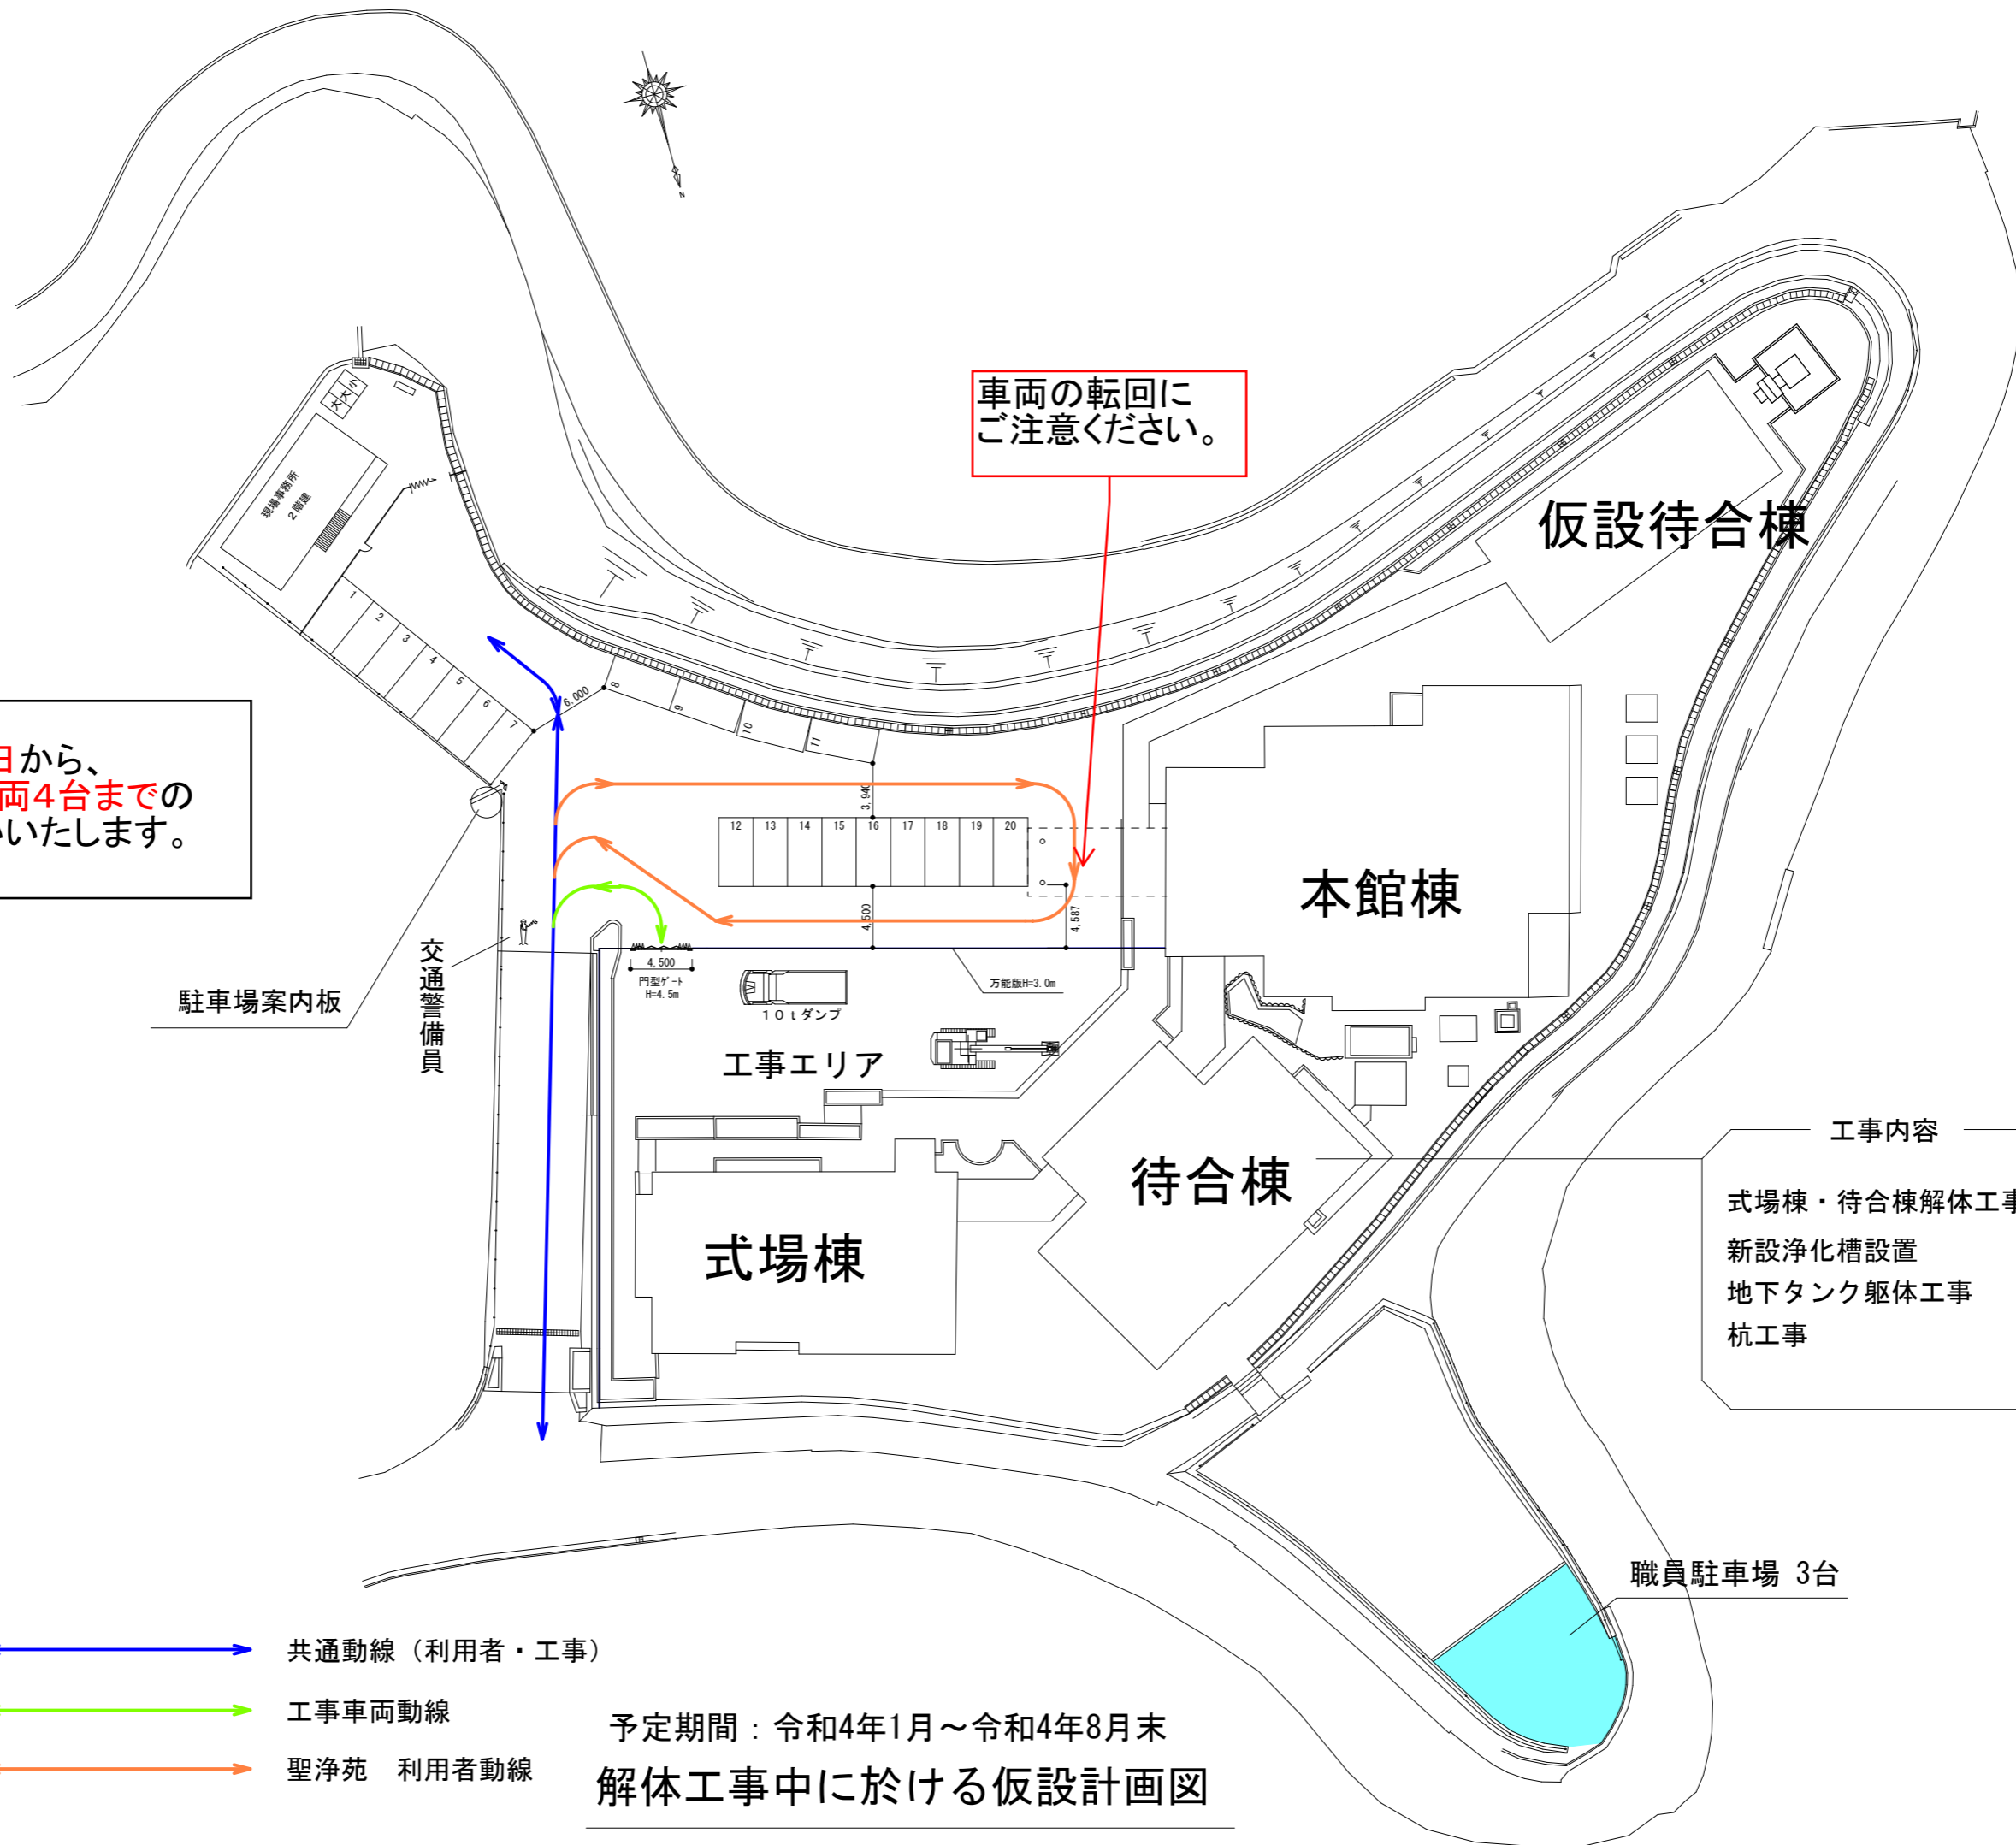 N
車両の転回に
ご注意ください。
小
大
大
現場事務所
2階建
仮設待合棟
1
2
3
4
5
6
7
6,000
8
9
10
11
日から、
両4台までの
いたします。
3,940
12 13 14 15 16 17 18 19 20
本館棟
4,500
4,587
交通警備員
駐車場案内板
4,500
門型ゲート
H=4.5m
10tダンプ
万能版H=3.0m
工事エリア
待合棟
式場棟
工事内容
式場棟・待合棟解体工事
新設浄化槽設置
地下タンク躯体工事
杭工事
職員駐車場 3台
共通動線（利用者・工事）
工事車両動線
聖浄苑 利用者動線
予定期間：令和4年1月～令和4年8月末
解体工事中に於ける仮設計画図